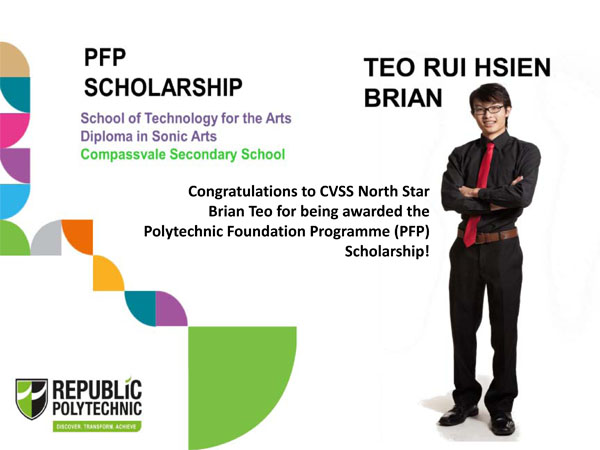 PFP
SCHOLARSHIP
School of Technology for the Arts
Diploma in Sonic Arts
Compassvale Secondary School
TEO RUI HSIEN
BRIAN
Congratulations to CVSS North Star
Brian Teo for being awarded the
Polytechnic Foundation Programme (PFP)
Scholarship!
REPUBLIC
POLYTECHNIC
DISCOVER. TRANSFORM. ACHIEVE